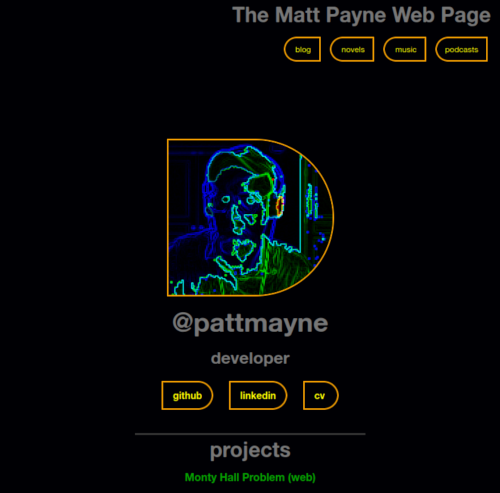 The Matt Payne Web Page
blog novels music podcasts
@pattmayne
developer
github linkedin cv
projects
Monty Hall Problem (web)